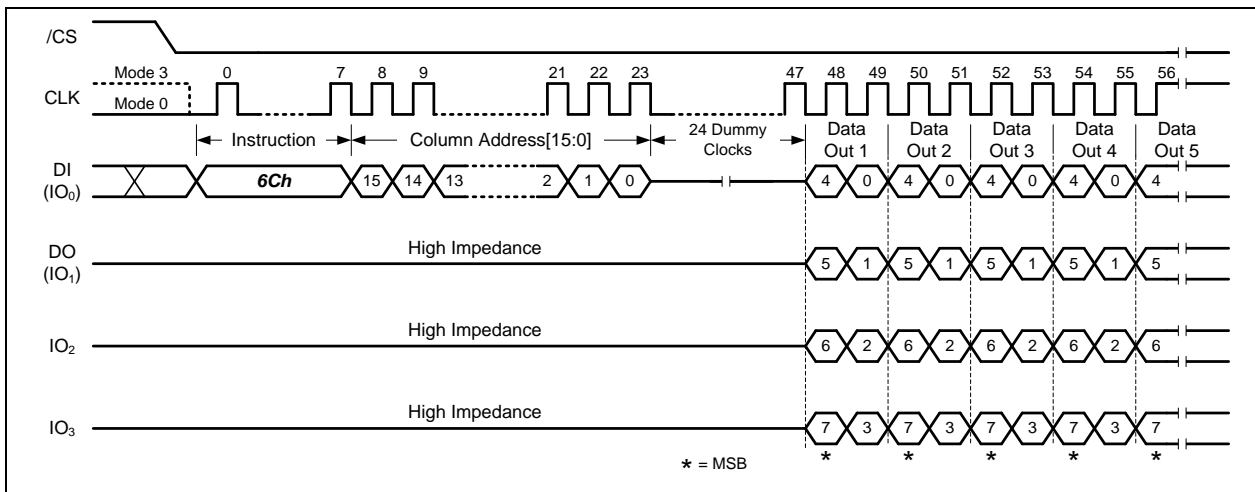 /CS
Mode 3 0 7 8 9 21 22 23 47 48 49 50 51 52 53 54 55 56
CLK
Mode 0
Instruction Column Address[15:0] 24 Dummy Clocks Data Out 1 Data Out 2 Data Out 3 Data Out 4 Data Out 5
DI (IO0) 6Ch 15 14 13 2 1 0 4 0 4 0 4 0 4 0 4
High Impedance
DO (IO1) 5 1 5 1 5 1 5 1 5
High Impedance
IO2 6 2 6 2 6 2 6 2 6
High Impedance
IO3 7 3 7 3 7 3 7 3 7
* * * * *
* = MSB